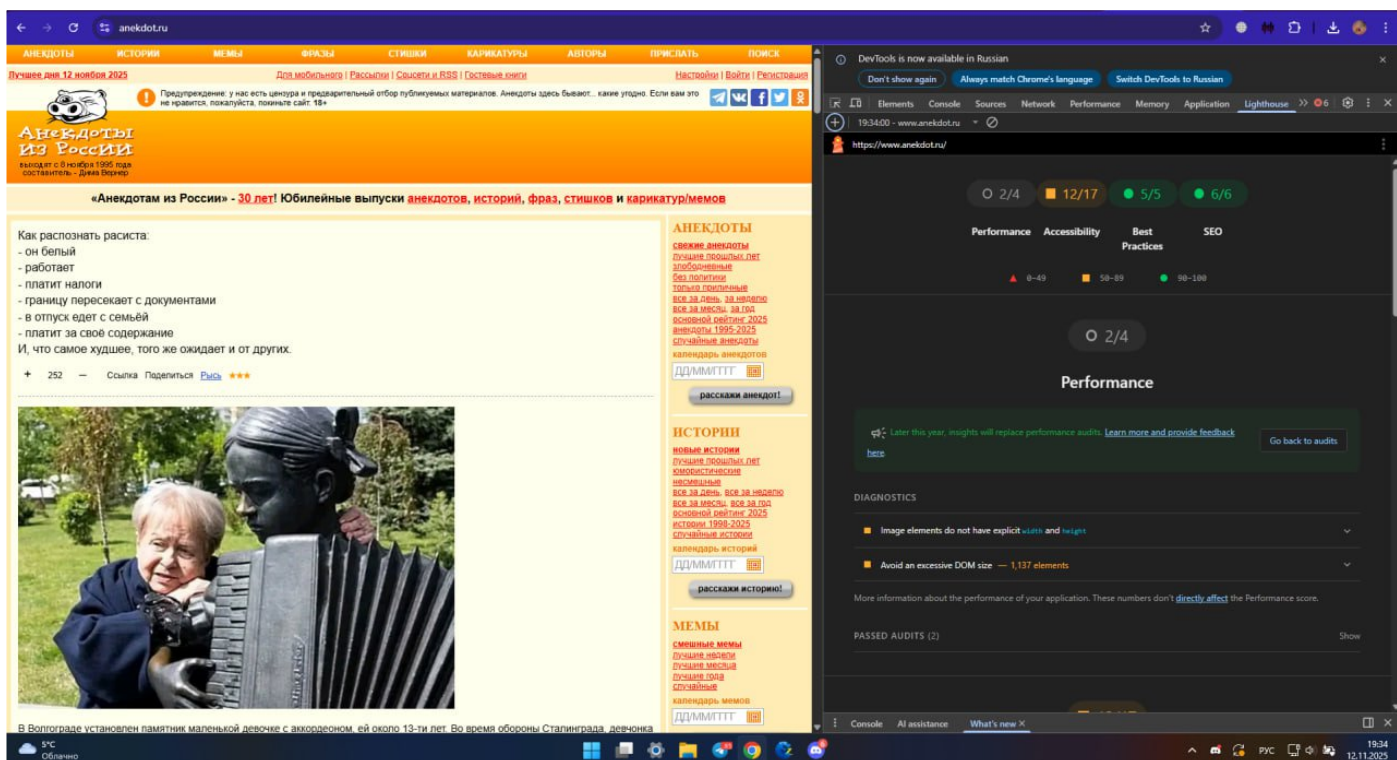 anekdot.ru
АНЕКДОТЫ ИСТОРИИ МЕМЫ ФРАЗЫ СТИШКИ КАРИКАТУРЫ АВТОРЫ ПРИСЛАТЬ ПОИСК
Лучшее дня 12 ноября 2025 Для мобильного | Рассылки | Соцсети и RSS | Гостевые книги Настройки | Войти | Регистрация
Предупреждение: у нас есть цензура и предварительный отбор публикуемых материалов. Анекдоты здесь бывают... какие угодно. Если вам это
не нравится, пожалуйста, покиньте сайт. 18+
Анекдоты
из России
выходят с 8 ноября 1995 года
составитель - Дима Вернер
«Анекдотам из России» - 30 лет! Юбилейные выпуски анекдотов, историй, фраз, стишков и карикатур/мемов
Как распознать расиста:
- он белый
- работает
- платит налоги
- границу пересекает с документами
- в отпуск едет с семьёй
- платит за своё содержание
И, что самое худшее, того же ожидает и от других.
+ 252 – Ссылка Поделиться Рысь ★★★
В Волгограде установлен памятник маленькой девочке с аккордеоном, ей около 13-ти лет. Во время обороны Сталинграда, девчонка
АНЕКДОТЫ
свежие анекдоты
лучшие прошлых лет
злободневные
без политики
только приличные
все за день, за неделю
все за месяц, за год
основной рейтинг 2025
анекдоты 1995-2025
случайные анекдоты
календарь анекдотов
ДД/ММ/ГГГГ
расскажи анекдот!
ИСТОРИИ
новые истории
лучшие прошлых лет
юмористические
несмешные
все за день, все за неделю
все за месяц, все за год
основной рейтинг 2025
истории 1998-2025
случайные истории
календарь историй
ДД/ММ/ГГГГ
расскажи историю!
МЕМЫ
смешные мемы
лучшие недели
лучшие месяца
лучшие года
случайные
календарь мемов
ДД/ММ/ГГГГ
DevTools is now available in Russian
Don't show again Always match Chrome's language Switch DevTools to Russian
Elements Console Sources Network Performance Memory Application Lighthouse 6
19:34:00 - www.anekdot.ru
https://www.anekdot.ru/
2/4 12/17 5/5 6/6
Performance Accessibility Best Practices SEO
0–49 50–89 90–100
2/4
Performance
Later this year, insights will replace performance audits. Learn more and provide feedback
here.
Go back to audits
DIAGNOSTICS
Image elements do not have explicit width and height
Avoid an excessive DOM size — 1,137 elements
More information about the performance of your application. These numbers don't directly affect the Performance score.
PASSED AUDITS (2) Show
Console AI assistance What's new
5°C
Облачно
РУС
19:34
12.11.2025